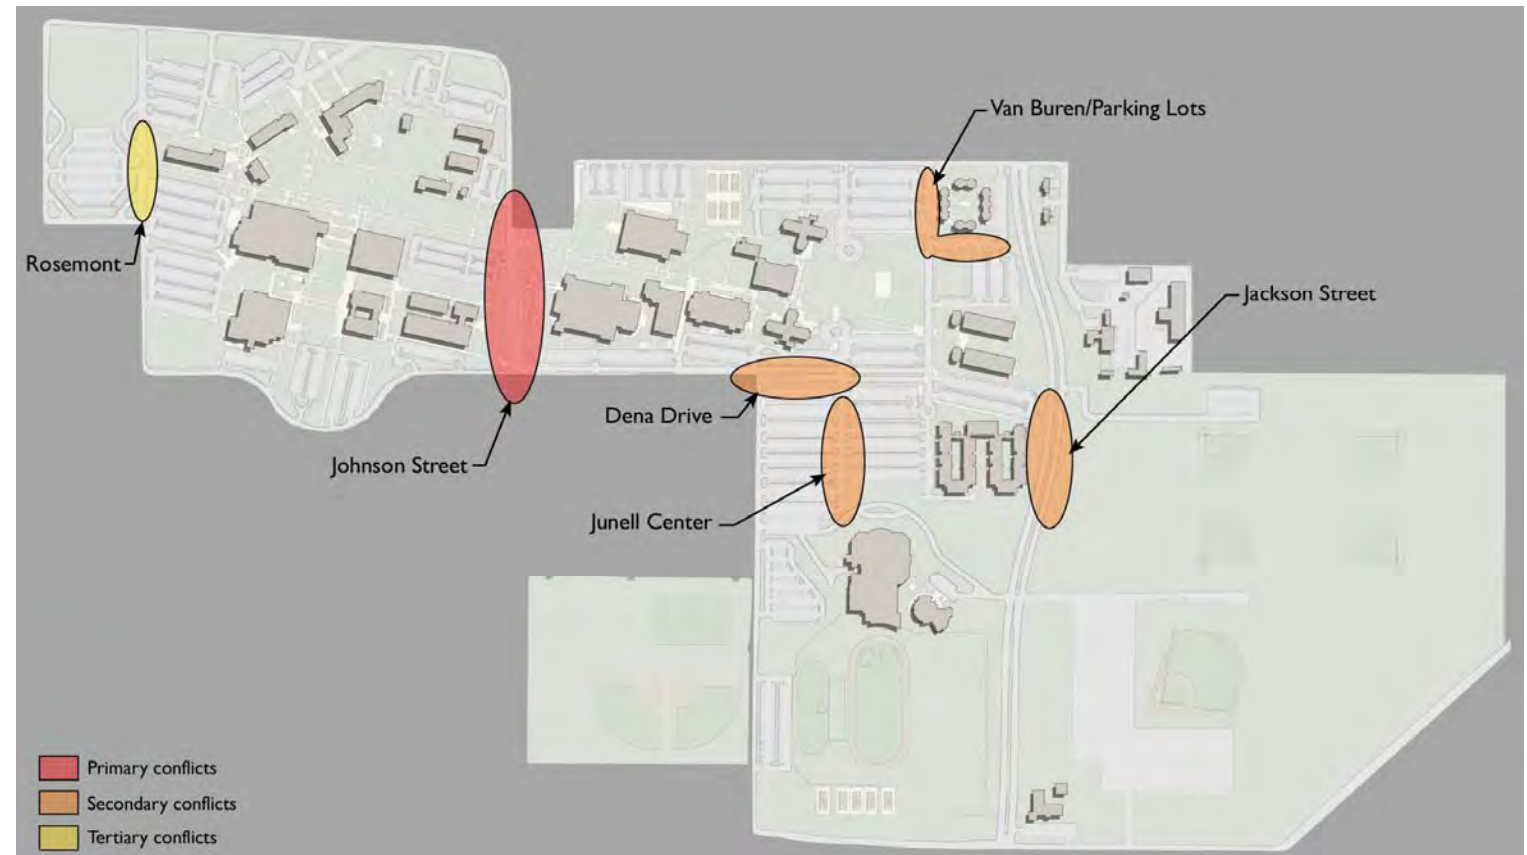 Van Buren/Parking Lots
Rosemont
Jackson Street
Dena Drive
Johnson Street
Junell Center
Primary conflicts
Secondary conflicts
Tertiary conflicts